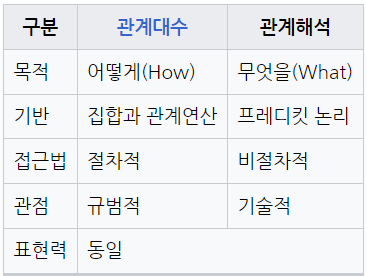 구분 관계대수 관계해석
목적 어떻게(How) 무엇을(What)
기반 집합과 관계연산 프레디킷 논리
접근법 절차적 비절차적
관점 규범적 기술적
표현력 동일